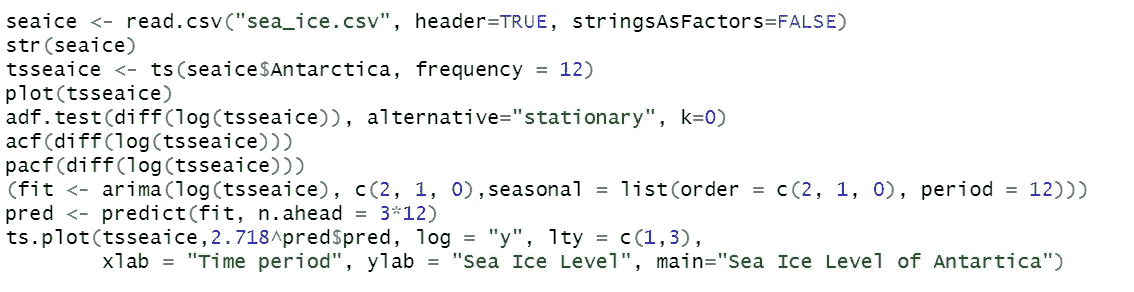 seaice <- read.csv("sea_ice.csv", header=TRUE, stringsAsFactors=FALSE)
str(seaice)
tsseaice <- ts(seaice$Antarctica, frequency = 12)
plot(tsseaice)
adf.test(diff(log(tsseaice)), alternative="stationary", k=0)
acf(diff(log(tsseaice)))
pacf(diff(log(tsseaice)))
(fit <- arima(log(tsseaice), c(2, 1, 0),seasonal = list(order = c(2, 1, 0), period = 12)))
pred <- predict(fit, n.ahead = 3*12)
ts.plot(tsseaice,2.718^pred$pred, log = "y", lty = c(1,3),
xlab = "Time period", ylab = "Sea Ice Level", main="Sea Ice Level of Antartica")